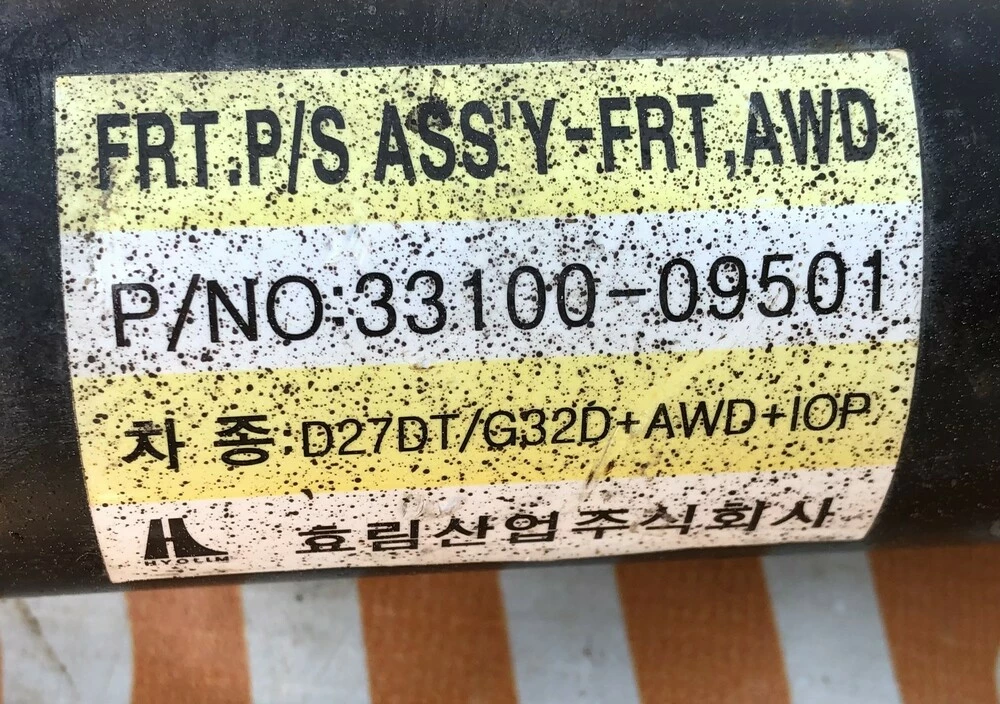 FRT.P/S ASS'Y-FRT,AWD
P/NO:33100-09501
차 종:D27DT/G32D+AWD+IOP
HYOLIM 효림산업주식회사